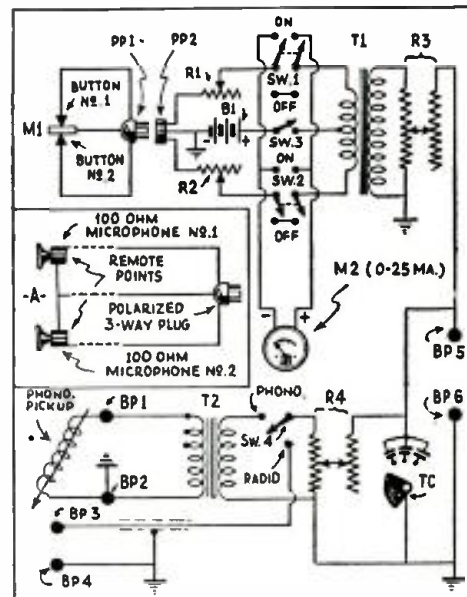 PP1
PP2
ON
T1
R3
BUTTON
Nº.1
M1
BUTTON
Nº.2
R1
B1
- +
R2
SW.1
OFF
SW.3
ON
SW.2
OFF
100 OHM
MICROPHONE Nº.1
REMOTE
POINTS
-A-
POLARIZED
3-WAY PLUG
100 OHM
MICROPHONE Nº.2
M2 (0-25 MA.)
- +
BP5
BP6
PHONO.
PICKUP
BP1
T2
PHONO.
R4
SW.4
BP2
RADIO
TC
BP3
BP4